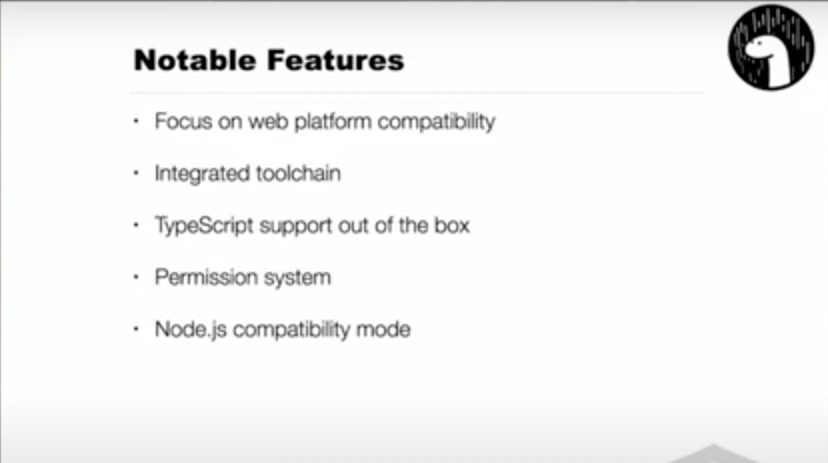 Notable Features
· Focus on web platform compatibility
· Integrated toolchain
· TypeScript support out of the box
· Permission system
· Node.js compatibility mode